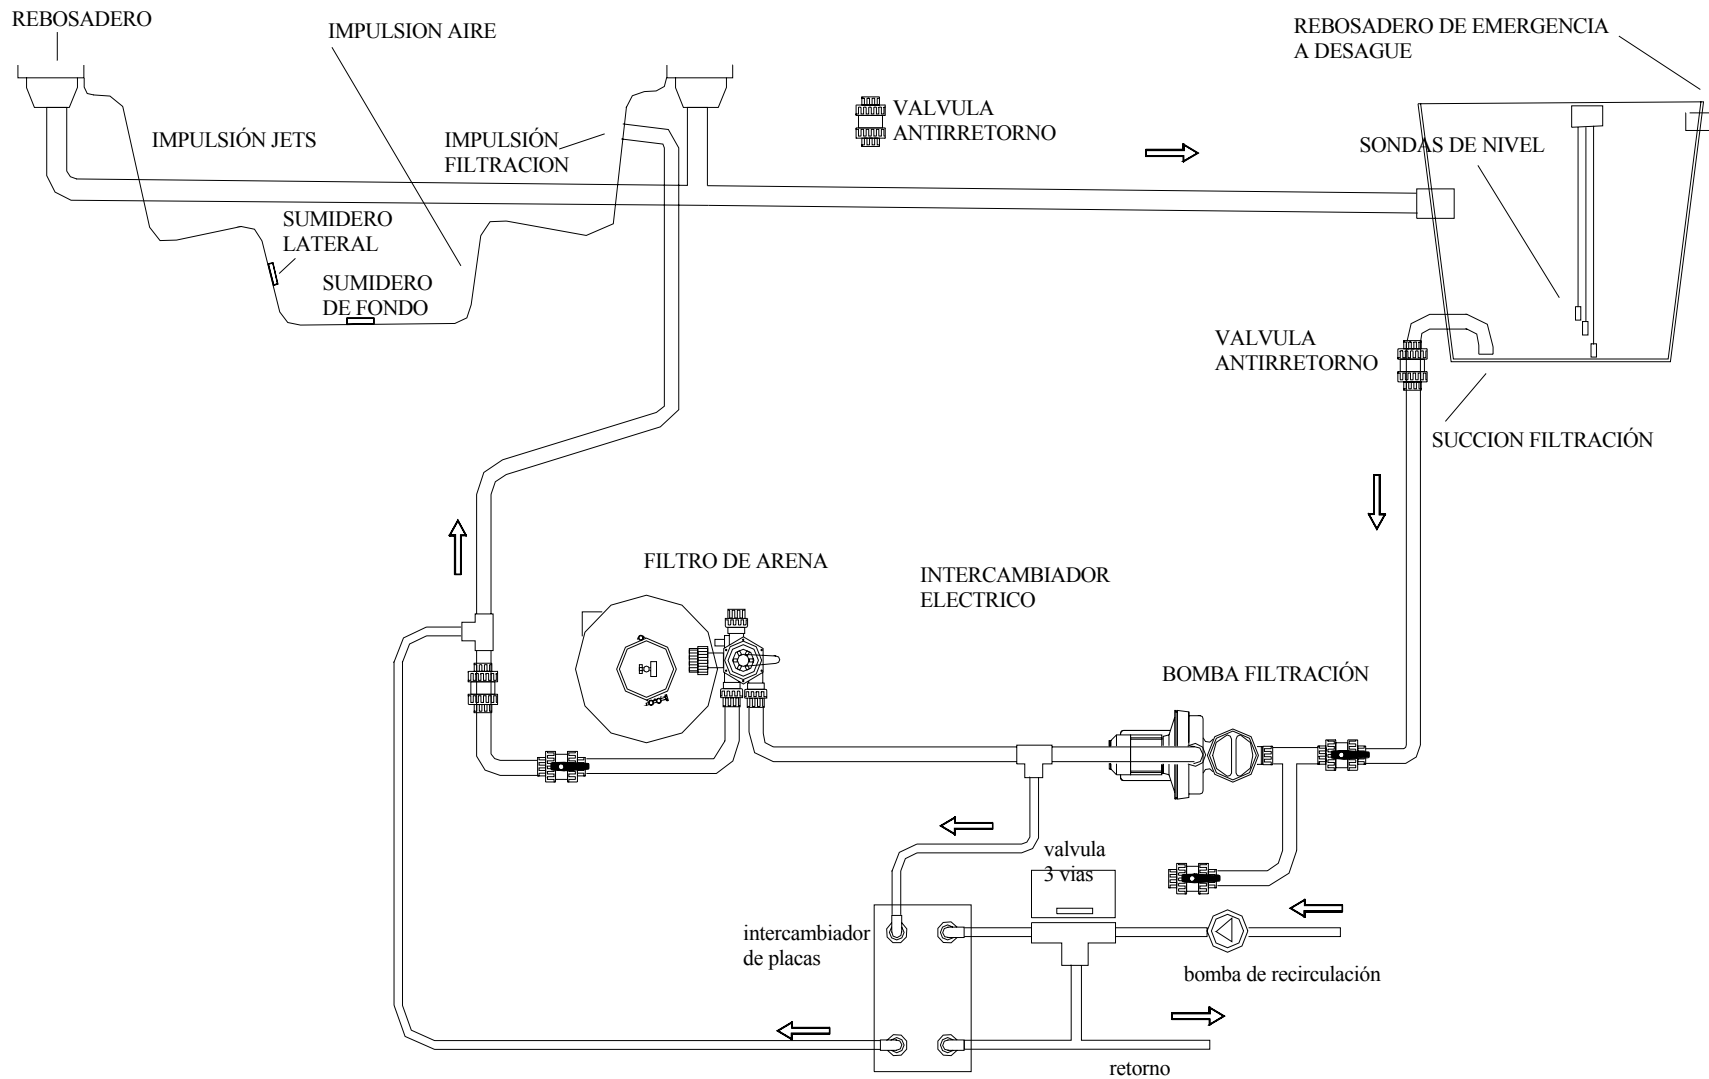 REBOSADERO
IMPULSION AIRE
REBOSADERO DE EMERGENCIA
A DESAGUE
VALVULA
ANTIRRETORNO
IMPULSIÓN JETS
IMPULSIÓN
FILTRACION
SONDAS DE NIVEL
SUMIDERO
LATERAL
SUMIDERO
DE FONDO
VALVULA
ANTIRRETORNO
SUCCION FILTRACIÓN
FILTRO DE ARENA
INTERCAMBIADOR
ELECTRICO
BOMBA FILTRACIÓN
valvula
3 vias
intercambiador
de placas
bomba de recirculación
retorno